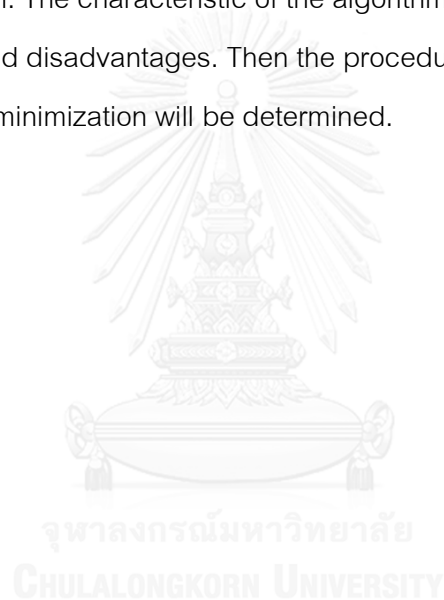 . The characteristic of the algorithm
d disadvantages. Then the procedu
minimization will be determined.
จุฬาลงกรณ์มหาวิทยาลัย
CHULALONGKORN UNIVERSITY